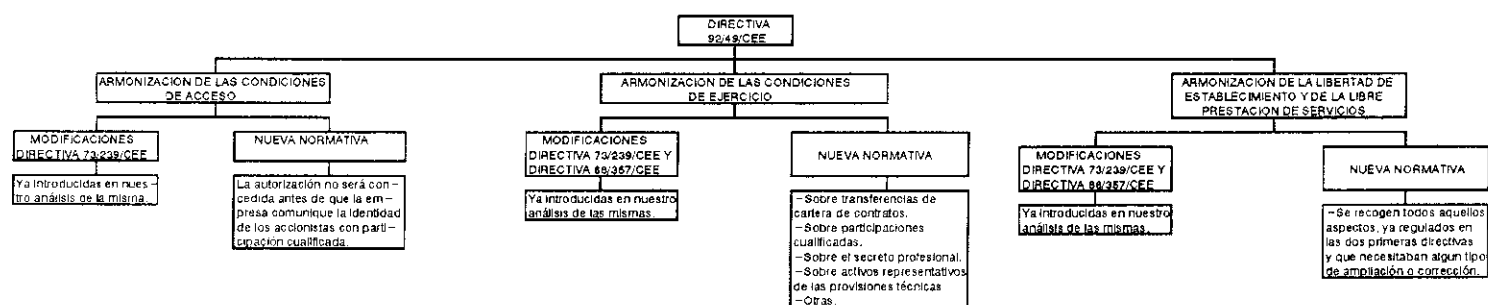 DIRECTIVA
92/49/CEE
ARMONIZACION DE LAS CONDICIONES
DE ACCESO
MODIFICACIONES
DIRECTIVA 73/239/CEE
Ya introducidas en nues-
tro análisis de la misma.
NUEVA NORMATIVA
La autorización no será con-
cedida antes de que la em-
presa comunique la identidad
de los accionistas con parti-
cipación cualificada.
ARMONIZACION DE LAS CONDICIONES
DE EJERCICIO
MODIFICACIONES
DIRECTIVA 73/239/CEE Y
DIRECTIVA 88/357/CEE
Ya introducidas en nuestro
análisis de las mismas.
NUEVA NORMATIVA
-Sobre transferencias de
cartera de contratos.
-Sobre participaciones
cualificadas.
-Sobre el secreto profesional.
-Sobre activos representativos
de las provisiones técnicas
-Otras.
ARMONIZACION DE LA LIBERTAD DE
ESTABLECIMIENTO Y DE LA LIBRE
PRESTACION DE SERVICIOS
MODIFICACIONES
DIRECTIVA 73/239/CEE Y
DIRECTIVA 88/357/CEE
Ya introducidas en nuestro
análisis de las mismas.
NUEVA NORMATIVA
-Se recogen todos aquellos
aspectos, ya regulados en
las dos primeras directivas
y que necesitaban algun tipo
de ampliación o corrección.